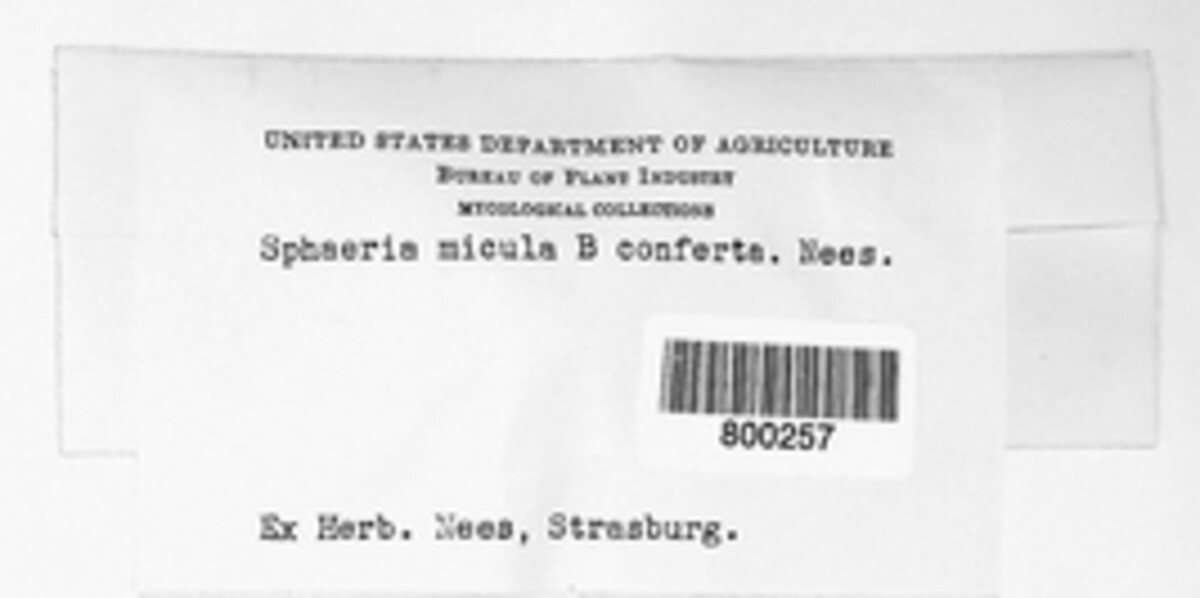 UNITED STATES DEPARTMENT OF AGRICULTURE
BUREAU OF PLANT INDUSTRY
MYCOLOGICAL COLLECTIONS
Sphaeria micula B conferta. Nees.
800257
Ex Herb. Nees, Strasburg.